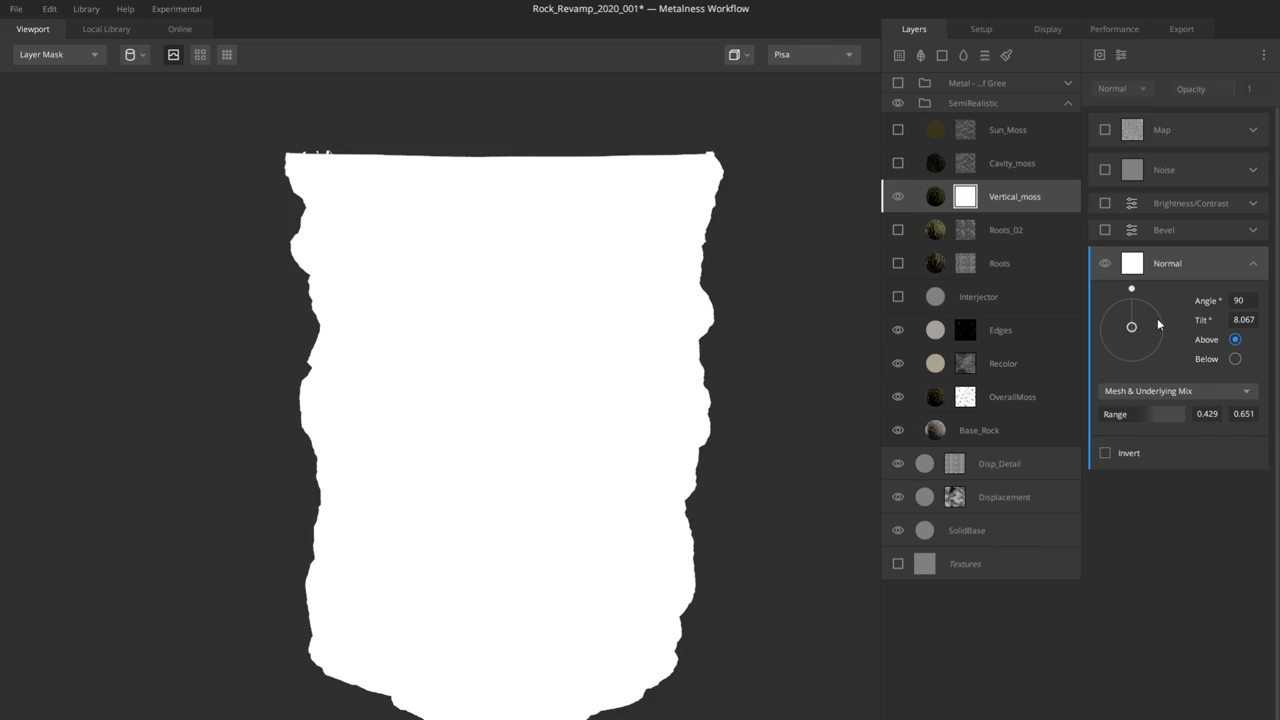 File Edit Library Help Experimental
Rock_Revamp_2020_001* — Metalness Workflow
Viewport Local Library Online
Layers Setup Display Performance Export
Layer Mask
Pisa
Metal - ...f Gree
SemiRealistic
Sun_Moss
Cavity_moss
Vertical_moss
Roots_02
Roots
Interjector
Edges
Recolor
OverallMoss
Base_Rock
Disp_Detail
Displacement
SolidBase
Textures
Normal Opacity 1
Map
Noise
Brightness/Contrast
Bevel
Normal
Angle ° 90
Tilt ° 8.067
Above
Below
Mesh & Underlying Mix
Range 0.429 0.651
Invert